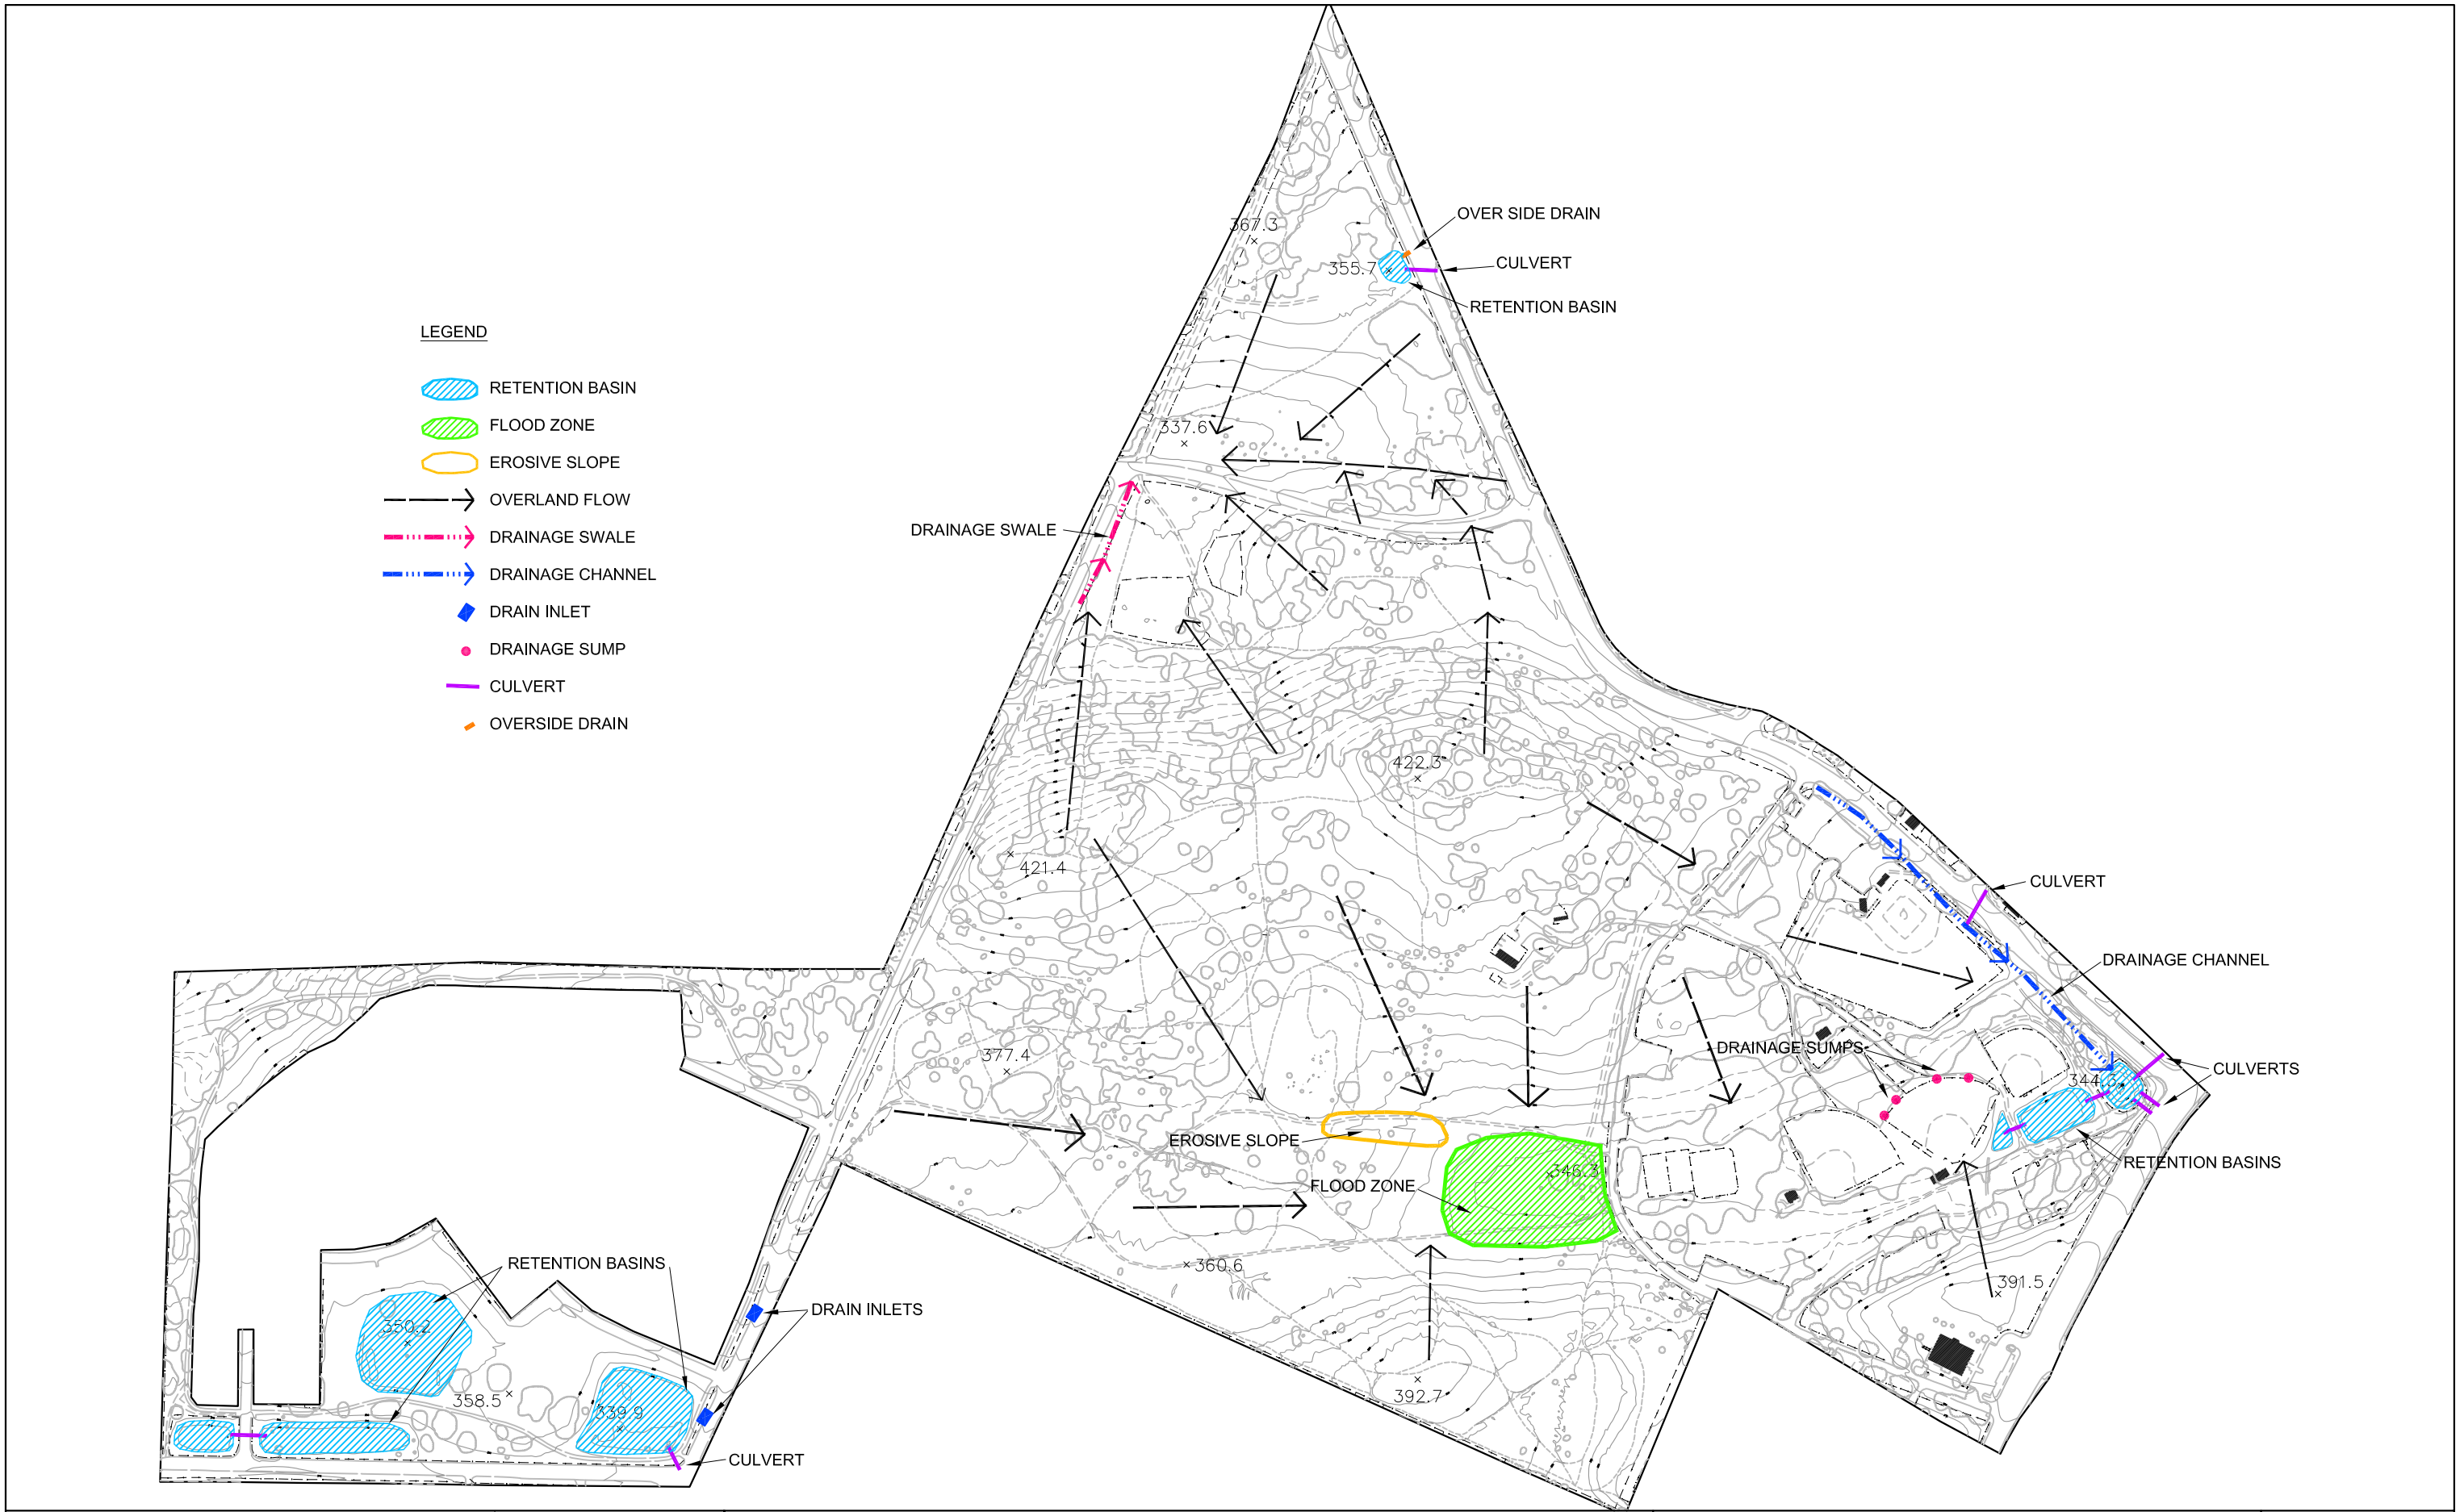 OVER SIDE DRAIN
367.3
CULVERT
355.7
RETENTION BASIN
LEGEND
RETENTION BASIN
FLOOD ZONE
EROSIVE SLOPE
OVERLAND FLOW
DRAINAGE SWALE
DRAINAGE CHANNEL
DRAIN INLET
DRAINAGE SUMP
CULVERT
OVERSIDE DRAIN
337.6
DRAINAGE SWALE
422.3
421.4
CULVERT
DRAINAGE CHANNEL
377.4
DRAINAGE SUMPS
CULVERTS
EROSIVE SLOPE
346.3
RETENTION BASINS
FLOOD ZONE
360.6
391.5
RETENTION BASINS
DRAIN INLETS
350.2
358.5
392.7
339.9
CULVERT